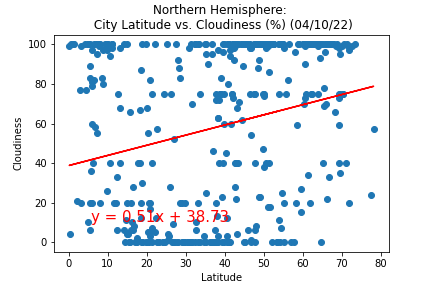 Northern Hemisphere:
City Latitude vs. Cloudiness (%) (04/10/22)
100
80
60
40
20
0
Cloudiness
y = 0.51x + 38.73
0 10 20 30 40 50 60 70 80
Latitude